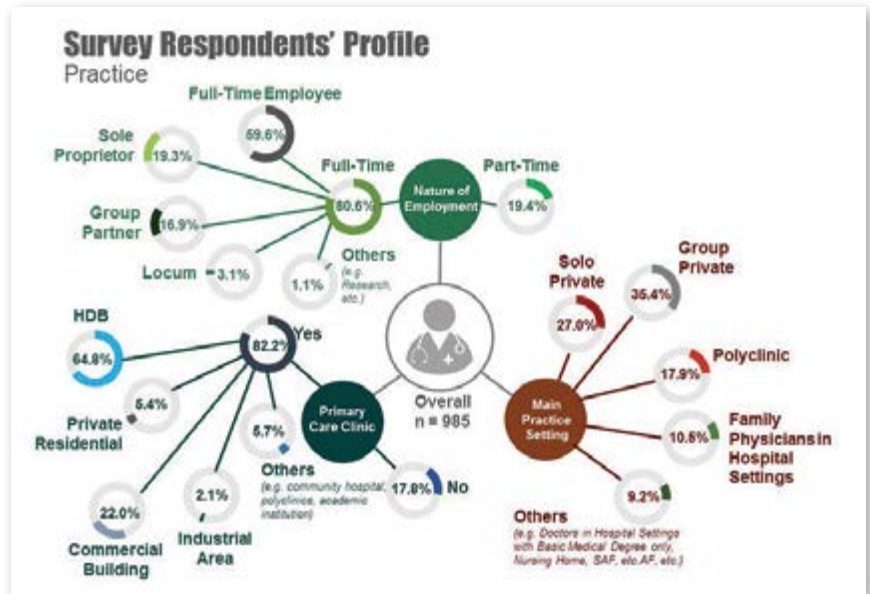 Survey Respondents' Profile
Practice
Full-Time Employee
59.6%
Sole
Proprietor
19.3%
Group
Partner
16.9%
Locum
3.1%
1.1%
Others
(e.g.
Research,
etc.)
Full-Time
80.6%
Nature of
Employment
Part-Time
19.4%
Overall
n = 985
HDB
64.8%
Yes
82.2%
5.4%
Private
Residential
22.0%
Commercial
Building
2.1%
Industrial
Area
5.7%
Others
(e.g. community hospital,
polyclinics, academic
institution)
Primary
Care Clinic
17.8%
No
Main
Practice
Setting
Solo
Private
27.0%
Group
Private
35.4%
Polyclinic
17.9%
Family
Physicians in
Hospital
Settings
10.5%
9.2%
Others
(e.g. Doctors in Hospital Settings
with Basic Medical Degree only,
Nursing Home, SAF, etc.AF, etc.)